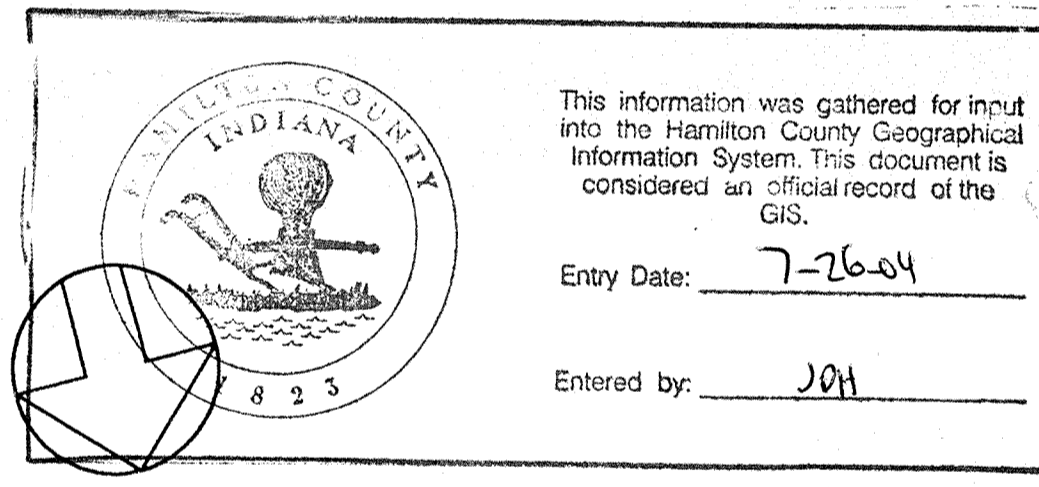 HAMILTON COUNTY
INDIANA
1823
This information was gathered for input
into the Hamilton County Geographical
Information System. This document is
considered an official record of the
GIS.
Entry Date: 7-26-04
Entered by: JDH